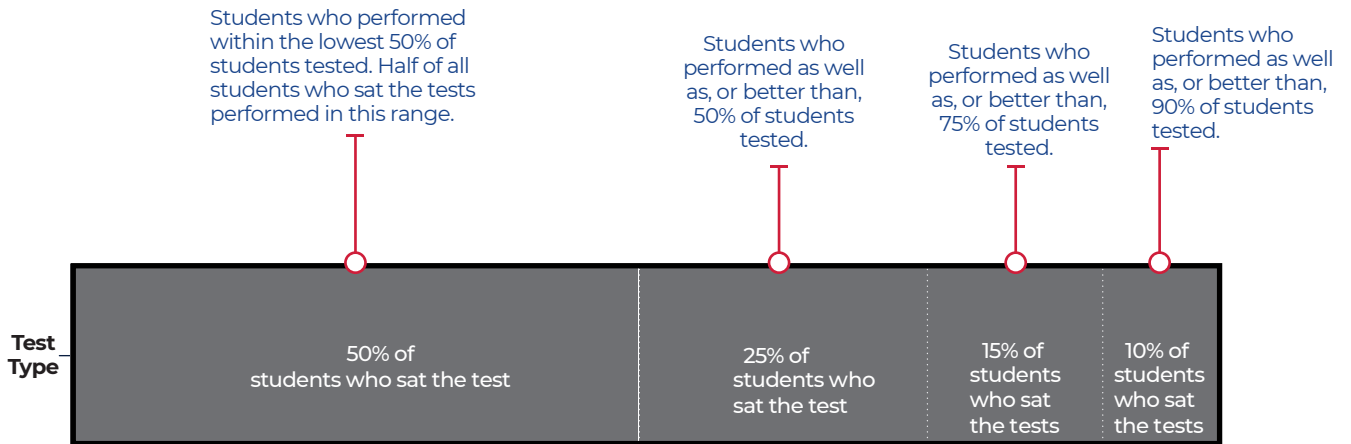 Students who performed
within the lowest 50% of
students tested. Half of all
students who sat the tests
performed in this range.
Students who
performed as well
as, or better than,
50% of students
tested.
Students who
performed as well
as, or better than,
75% of students
tested.
Students who
performed as well
as, or better than,
90% of students
tested.
Test
Type
50% of
students who sat the test
25% of
students who
sat the test
15% of
students
who sat
the tests
10% of
students
who sat
the tests